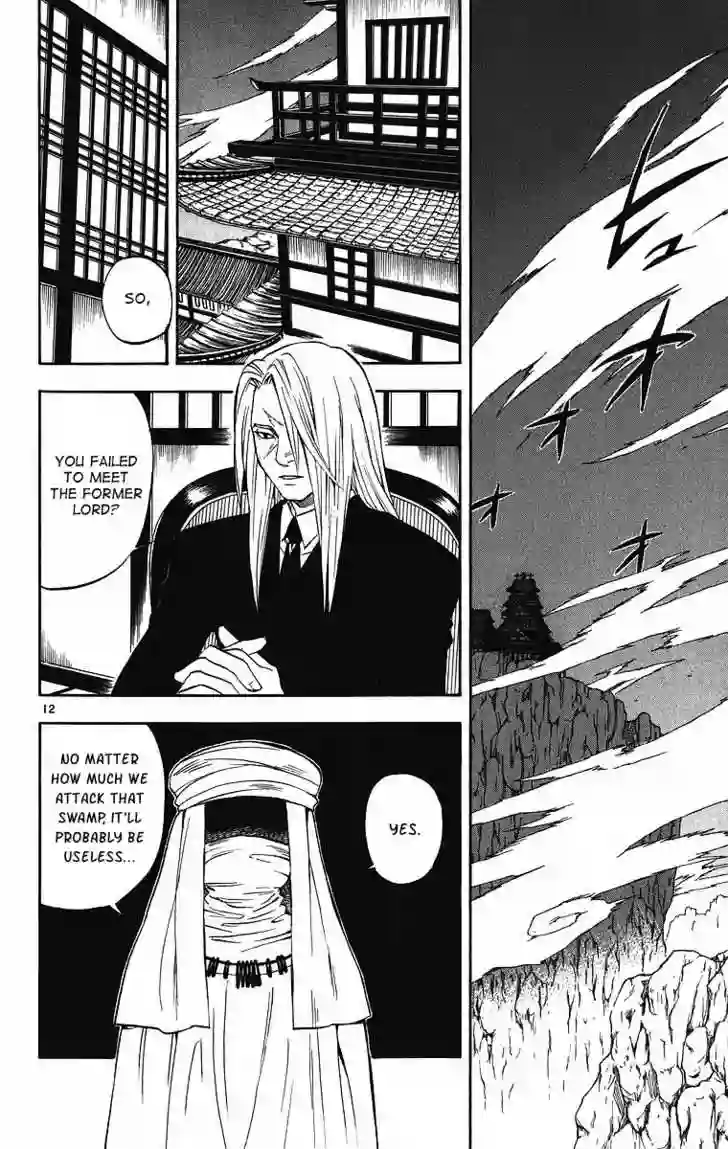 ヒュ
オオオオ
SO,
YOU FAILED
TO MEET
THE FORMER
LORD?
12
YES.
NO MATTER
HOW MUCH WE
ATTACK THAT
SWAMP, IT'LL
PROBABLY BE
USELESS...